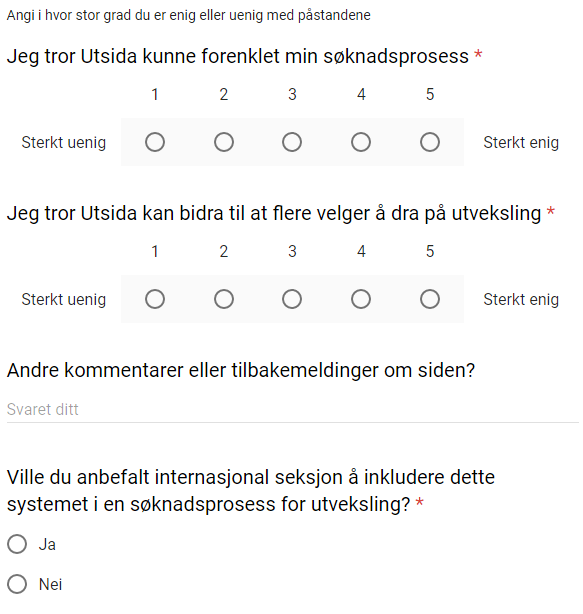 Angi i hvor stor grad du er enig eller uenig med påstandene
Jeg tror Utsida kunne forenklet min søknadsprosess *
1 2 3 4 5
Sterkt uenig Sterkt enig
Jeg tror Utsida kan bidra til at flere velger å dra på utveksling *
1 2 3 4 5
Sterkt uenig Sterkt enig
Andre kommentarer eller tilbakemeldinger om siden?
Svaret ditt
Ville du anbefalt internasjonal seksjon å inkludere dette
systemet i en søknadsprosess for utveksling? *
Ja
Nei